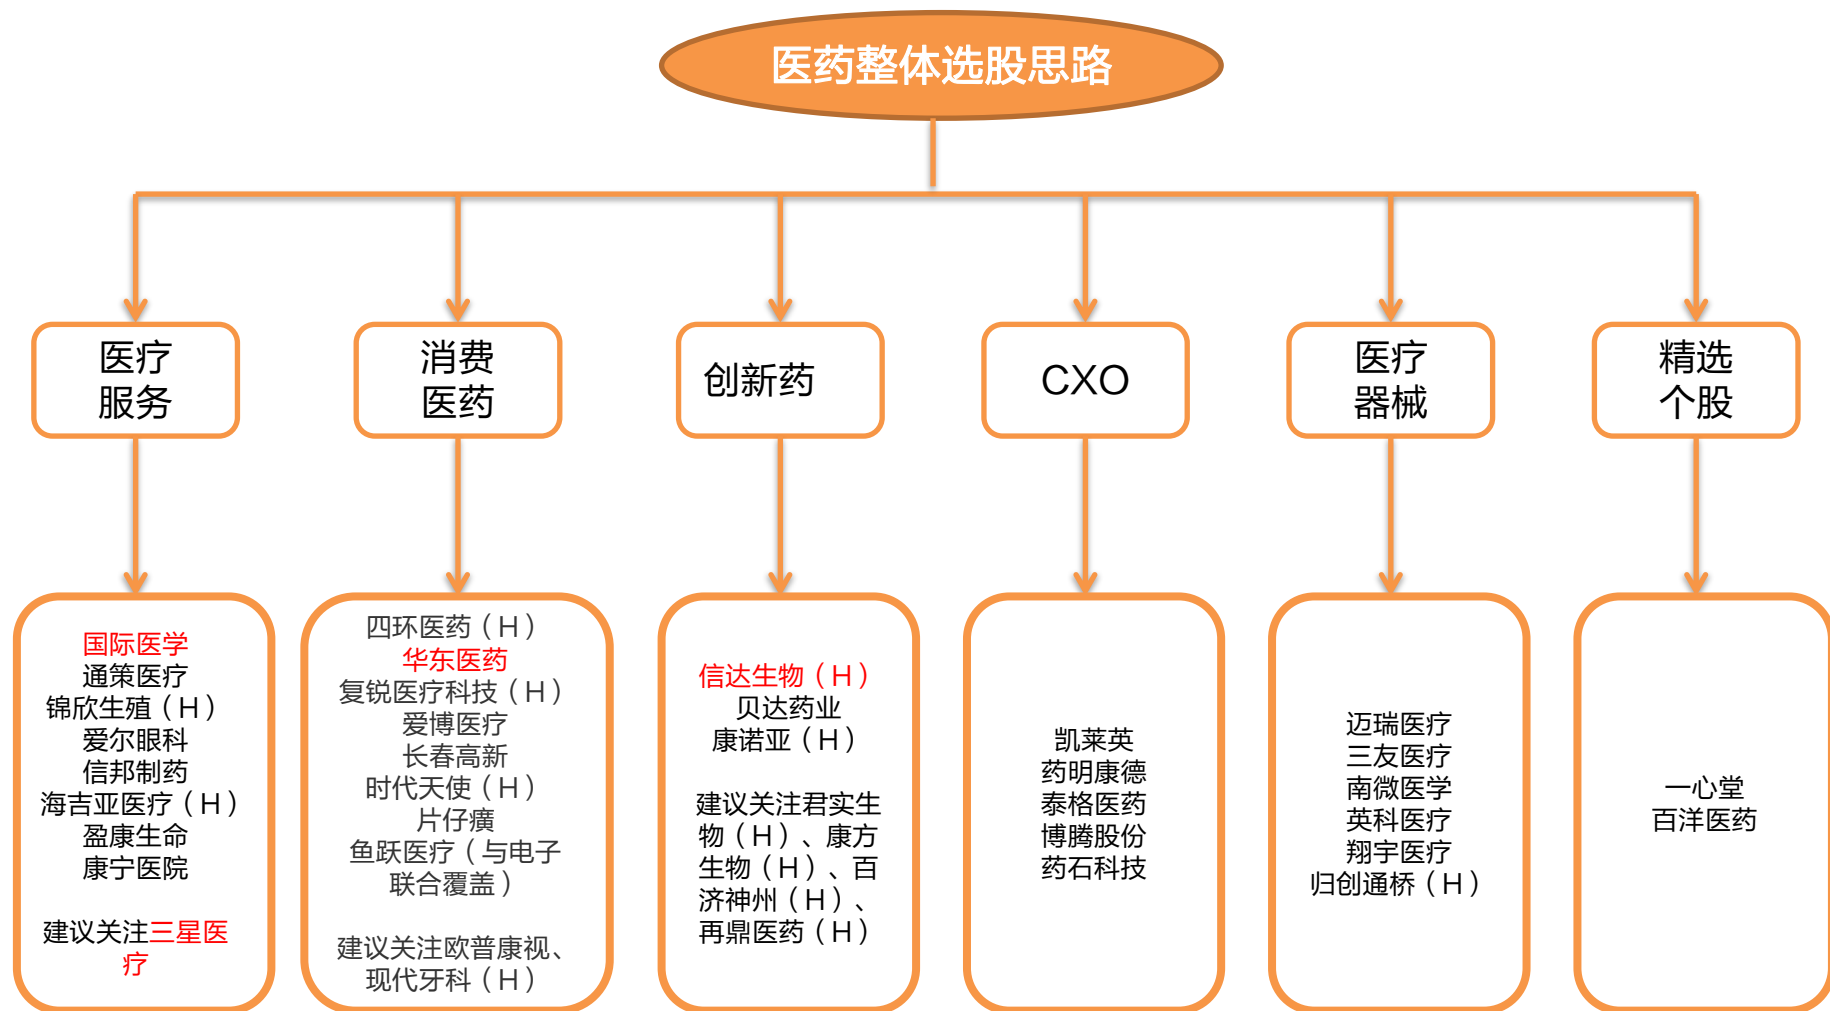 医药整体选股思路
医疗
服务
消费
医药
创新药
CXO
医疗
器械
精选
个股
国际医学
通策医疗
锦欣生殖（H）
爱尔眼科
信邦制药
海吉亚医疗（H）
盈康生命
康宁医院
建议关注三星医
疗
四环医药（H）
华东医药
复锐医疗科技（H）
爱博医疗
长春高新
时代天使（H）
片仔癀
鱼跃医疗（与电子
联合覆盖）
建议关注欧普康视、
现代牙科（H）
信达生物（H）
贝达药业
康诺亚（H）
建议关注君实生
物（H）、康方
生物（H）、百
济神州（H）、
再鼎医药（H）
凯莱英
药明康德
泰格医药
博腾股份
药石科技
迈瑞医疗
三友医疗
南微医学
英科医疗
翔宇医疗
归创通桥（H）
一心堂
百洋医药